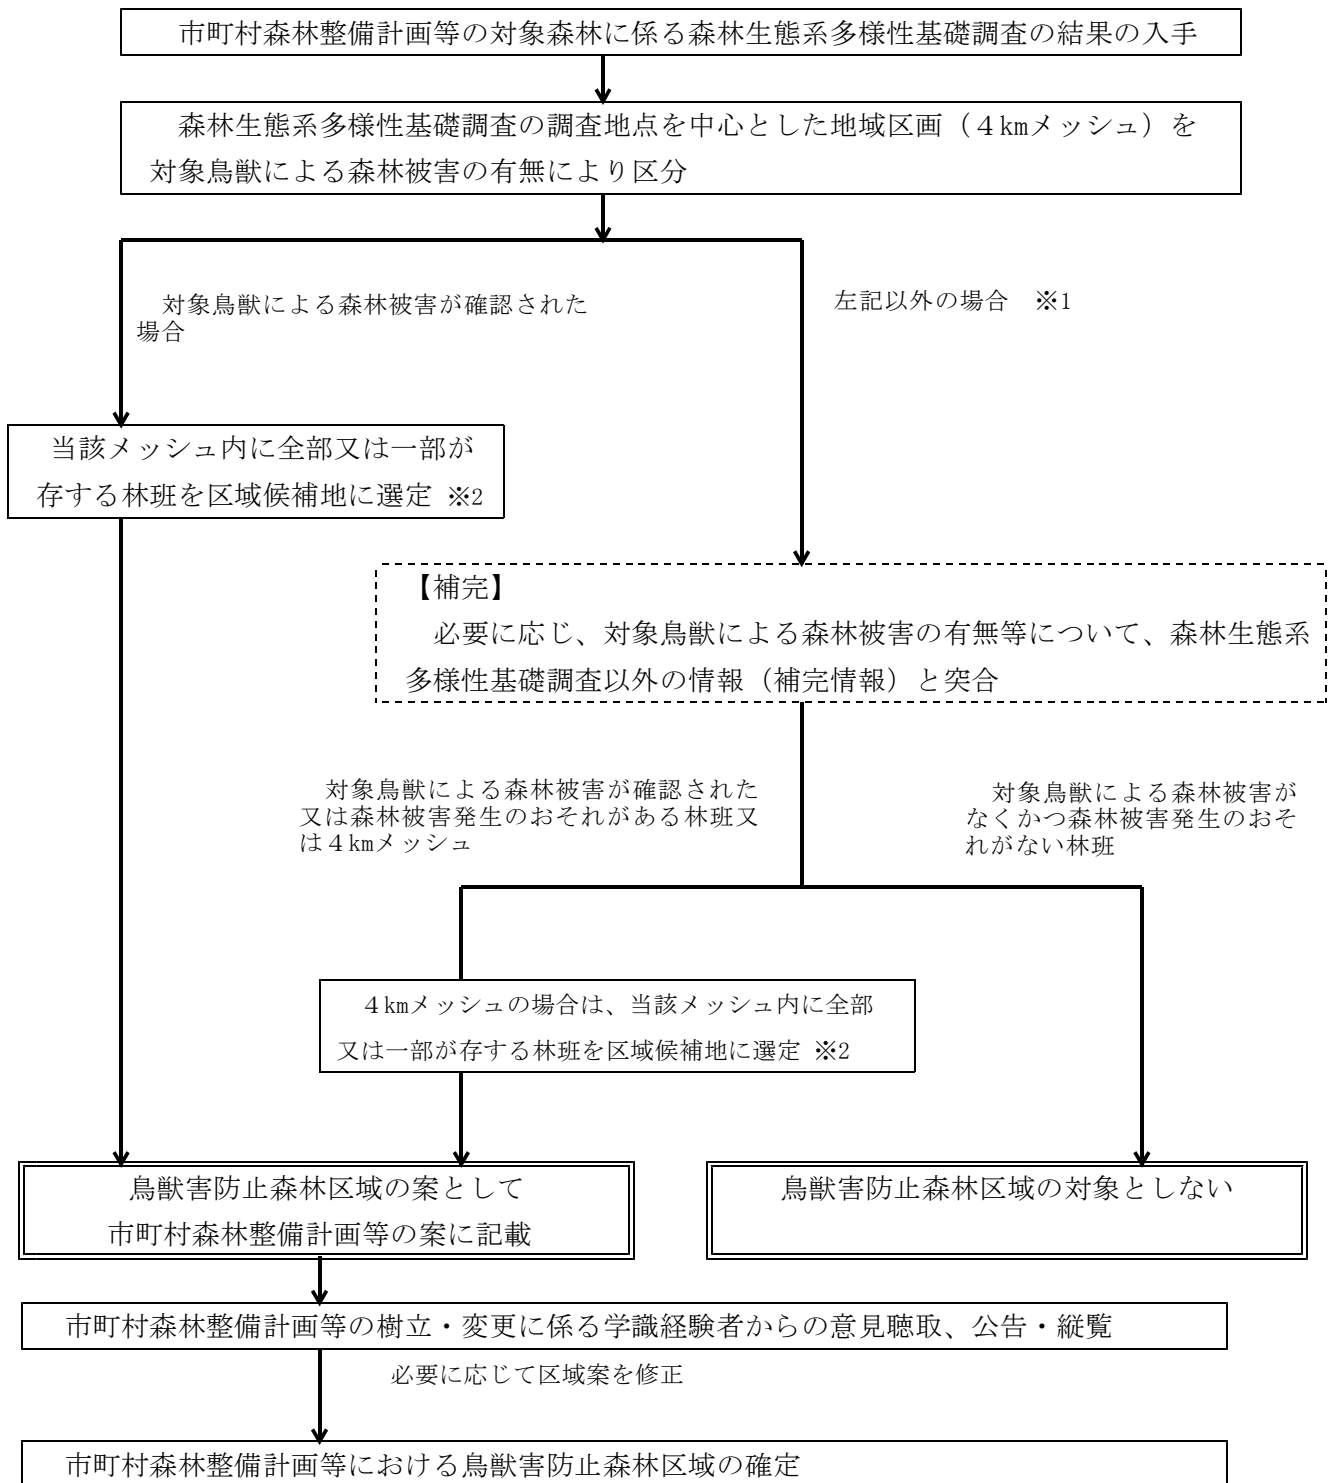 市町村森林整備計画等の対象森林に係る森林生態系多様性基礎調査の結果の入手
森林生態系多様性基礎調査の調査地点を中心とした地域区画（４kmメッシュ）を
対象鳥獣による森林被害の有無により区分
対象鳥獣による森林被害が確認された
場合
左記以外の場合　※1
当該メッシュ内に全部又は一部が
存する林班を区域候補地に選定 ※2
【補完】
必要に応じ、対象鳥獣による森林被害の有無等について、森林生態系
多様性基礎調査以外の情報（補完情報）と突合
対象鳥獣による森林被害が確認された
又は森林被害発生のおそれがある林班又
は４kmメッシュ
対象鳥獣による森林被害が
なくかつ森林被害発生のおそ
れがない林班
４kmメッシュの場合は、当該メッシュ内に全部
又は一部が存する林班を区域候補地に選定 ※2
鳥獣害防止森林区域の案として
市町村森林整備計画等の案に記載
鳥獣害防止森林区域の対象としない
市町村森林整備計画等の樹立・変更に係る学識経験者からの意見聴取、公告・縦覧
必要に応じて区域案を修正
市町村森林整備計画等における鳥獣害防止森林区域の確定